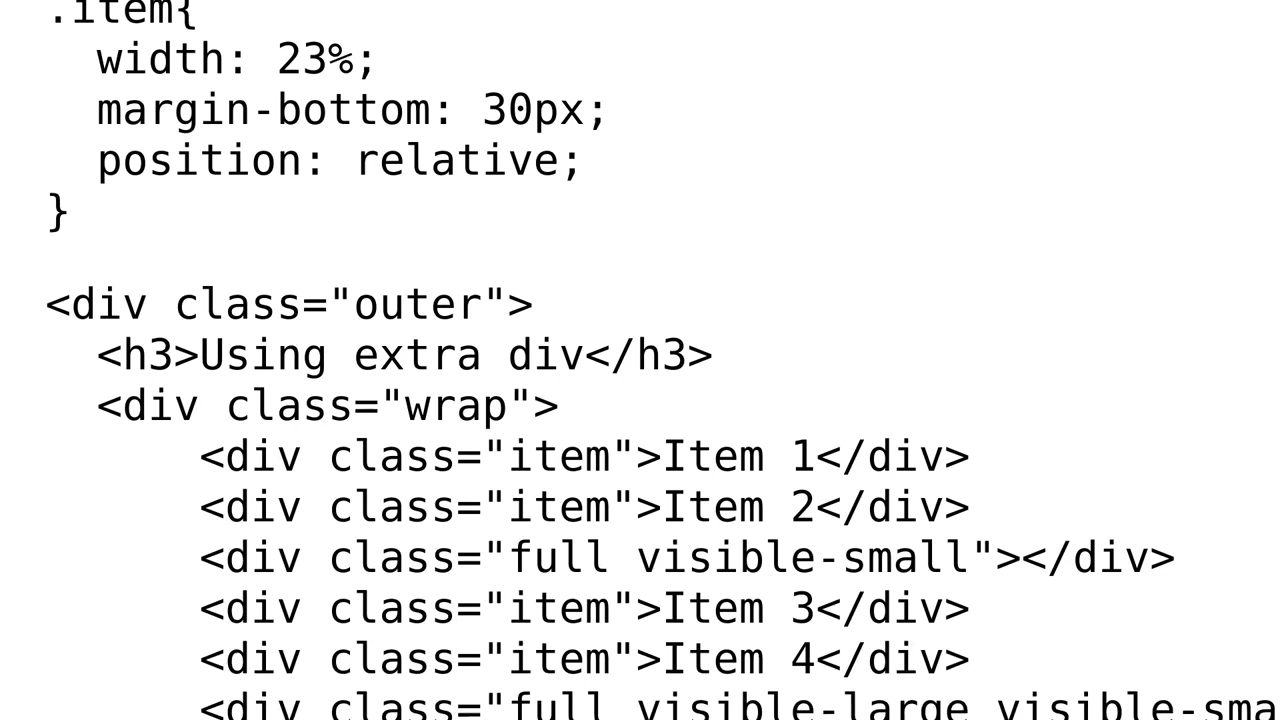 .item{
  width: 23%;
  margin-bottom: 30px;
  position: relative;
}

<div class="outer">
  <h3>Using extra div</h3>
  <div class="wrap">
      <div class="item">Item 1</div>
      <div class="item">Item 2</div>
      <div class="full visible-small"></div>
      <div class="item">Item 3</div>
      <div class="item">Item 4</div>
      <div class="full visible-large visible-sma